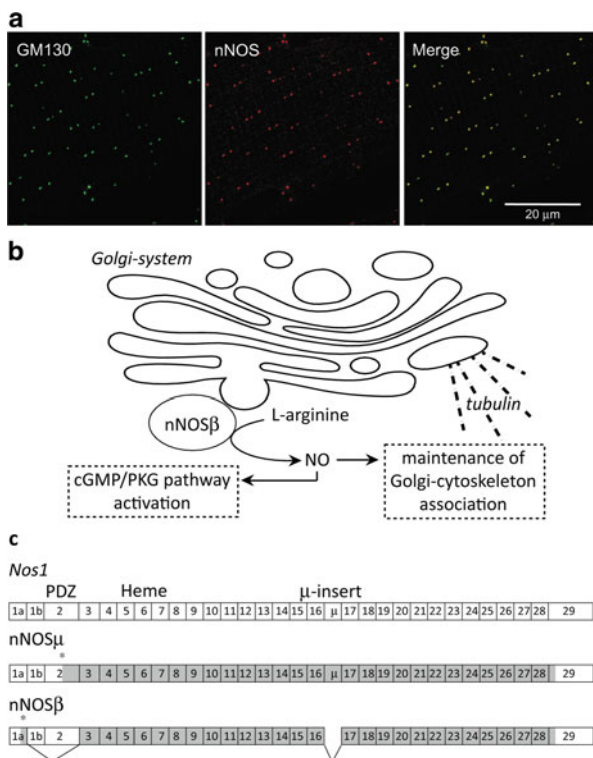 a
GM130 nNOS Merge
20 μm
b
Golgi-system
nNOSβ
L-arginine
tubulin
NO
cGMP/PKG pathway
activation
maintenance of
Golgi-cytoskeleton
association
c
Nos1
PDZ Heme μ-insert
1a 1b 2 3 4 5 6 7 8 9 10 11 12 13 14 15 16 μ 17 18 19 20 21 22 23 24 25 26 27 28 29
nNOSμ
*
1a 1b 2 3 4 5 6 7 8 9 10 11 12 13 14 15 16 μ 17 18 19 20 21 22 23 24 25 26 27 28 29
nNOSβ
*
1a 1b 2 3 4 5 6 7 8 9 10 11 12 13 14 15 16 17 18 19 20 21 22 23 24 25 26 27 28 29